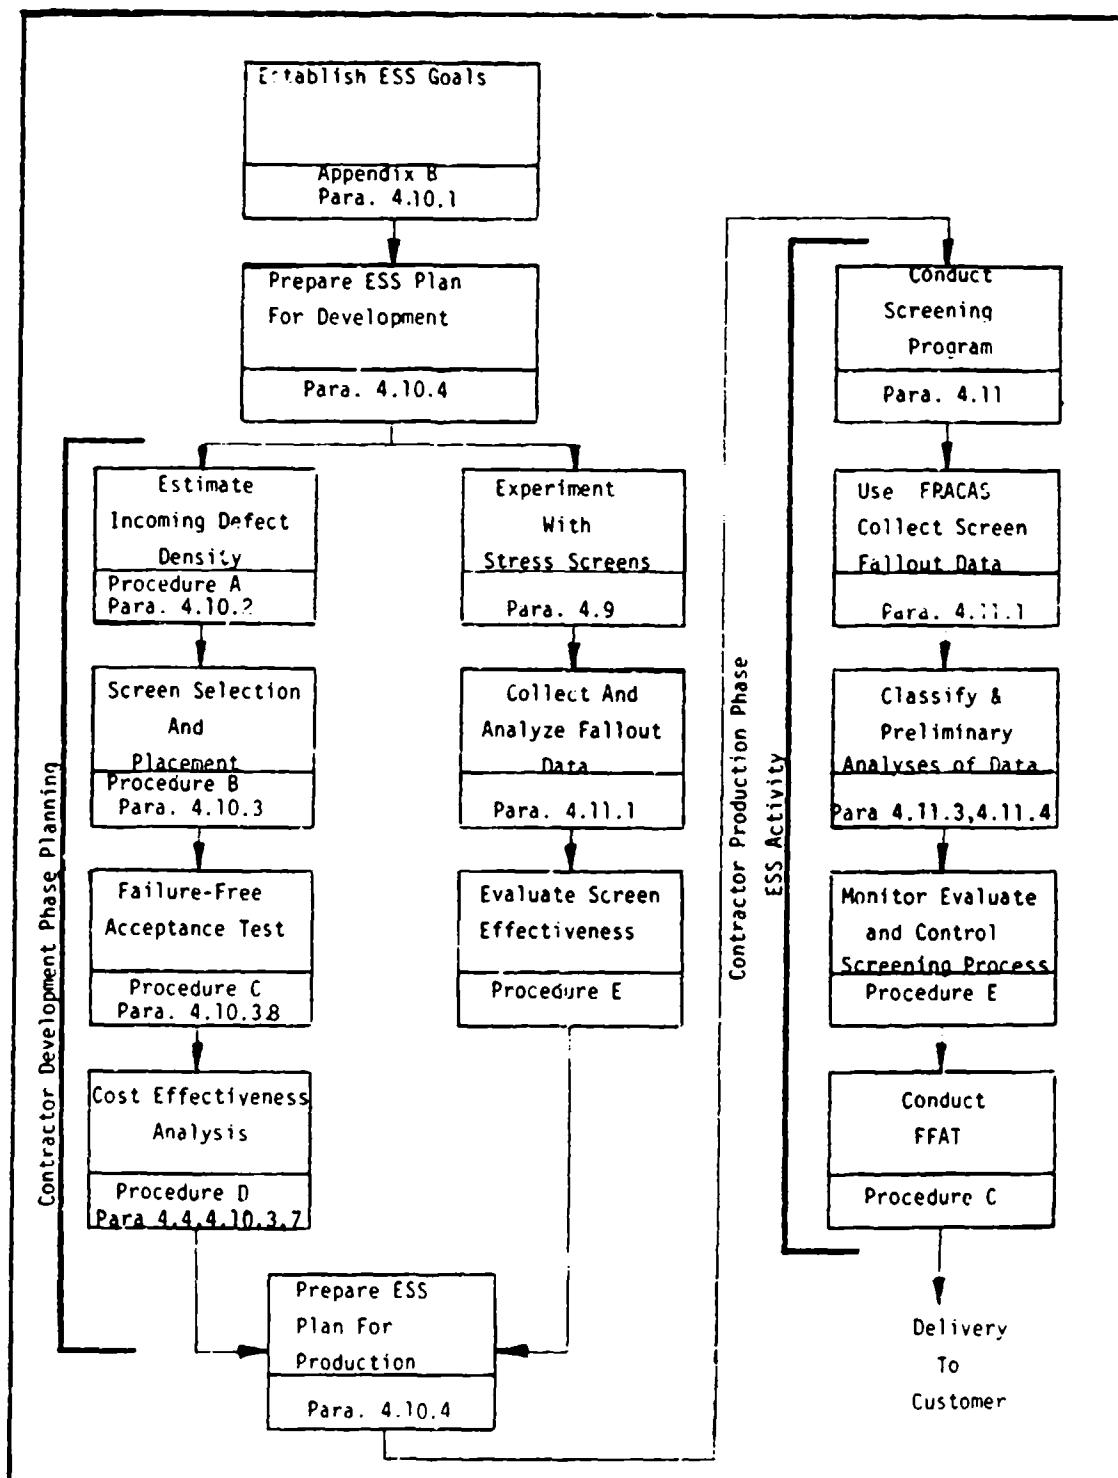 Establish ESS Goals
Appendix B
Para. 4.10.1
Prepare ESS Plan
For Development
Para. 4.10.4
Contractor Development Phase Planning
Estimate
Incoming Defect
Density
Procedure A
Para. 4.10.2
Screen Selection
And
Placement
Procedure B
Para. 4.10.3
Failure-Free
Acceptance Test
Procedure C
Para. 4.10.3.8
Cost Effectiveness
Analysis
Procedure D
Para 4.4,4.10.3.7
Experiment
With
Stress Screens
Para. 4.9
Collect And
Analyze Fallout
Data
Para. 4.11.1
Evaluate Screen
Effectiveness
Procedure E
Prepare ESS
Plan For
Production
Para. 4.10.4
Contractor Production Phase
ESS Activity
Conduct
Screening
Program
Para. 4.11
Use FRACAS
Collect Screen
Fallout Data
Para. 4.11.1
Classify &
Preliminary
Analyses of Data
Para 4.11.3,4.11.4
Monitor Evaluate
and Control
Screening Process
Procedure E
Conduct
FFAT
Procedure C
Delivery
To
Customer